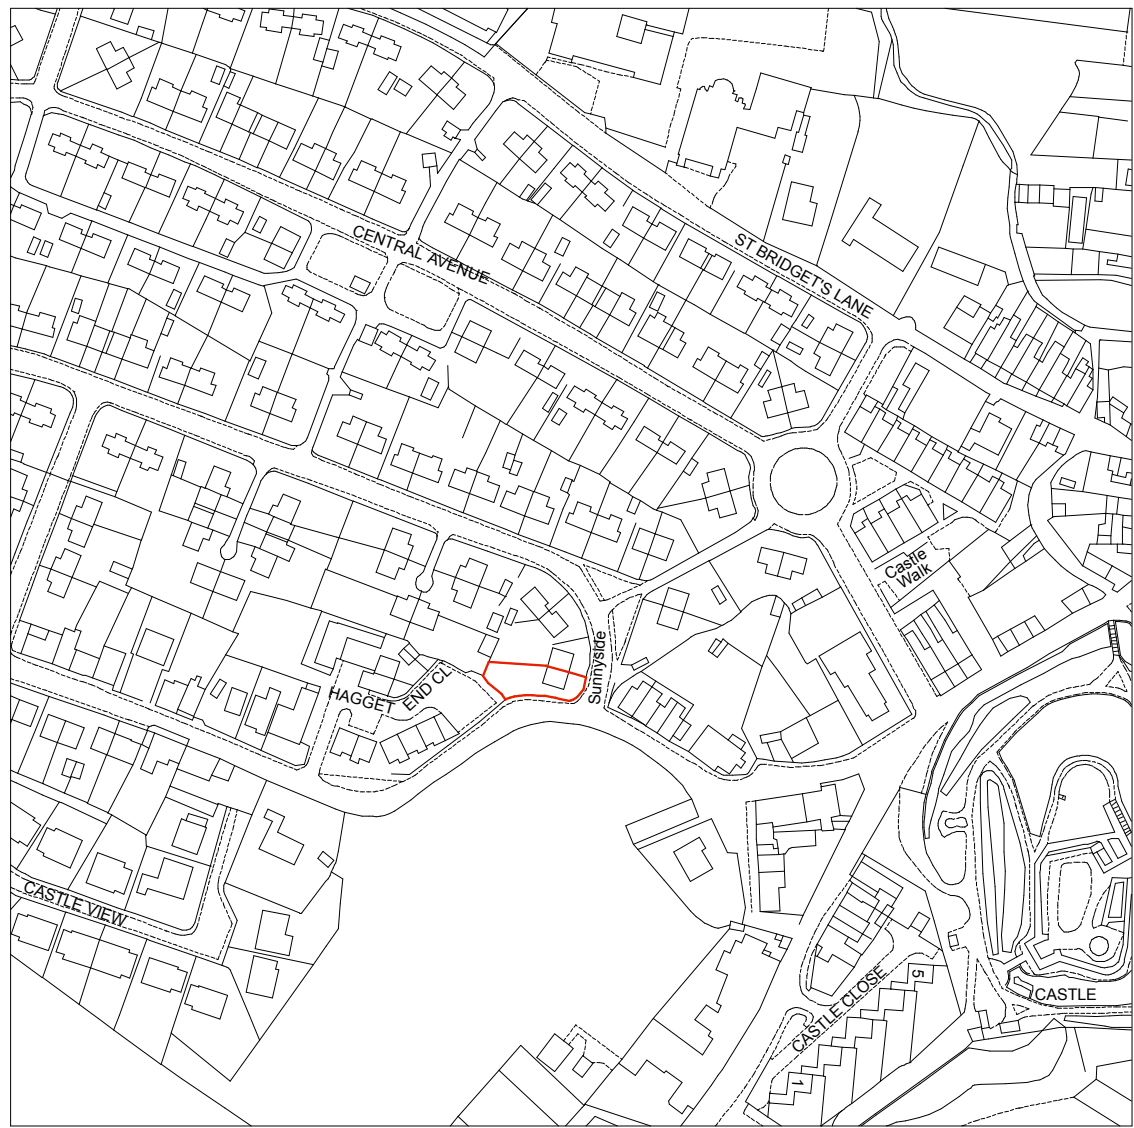 CENTRAL AVENUE
ST BRIDGET'S LANE
Castle
Walk
Sunnyside
HAGGET
END CL
CASTLE VIEW
5
CASTLE CLOSE
CASTLE
1